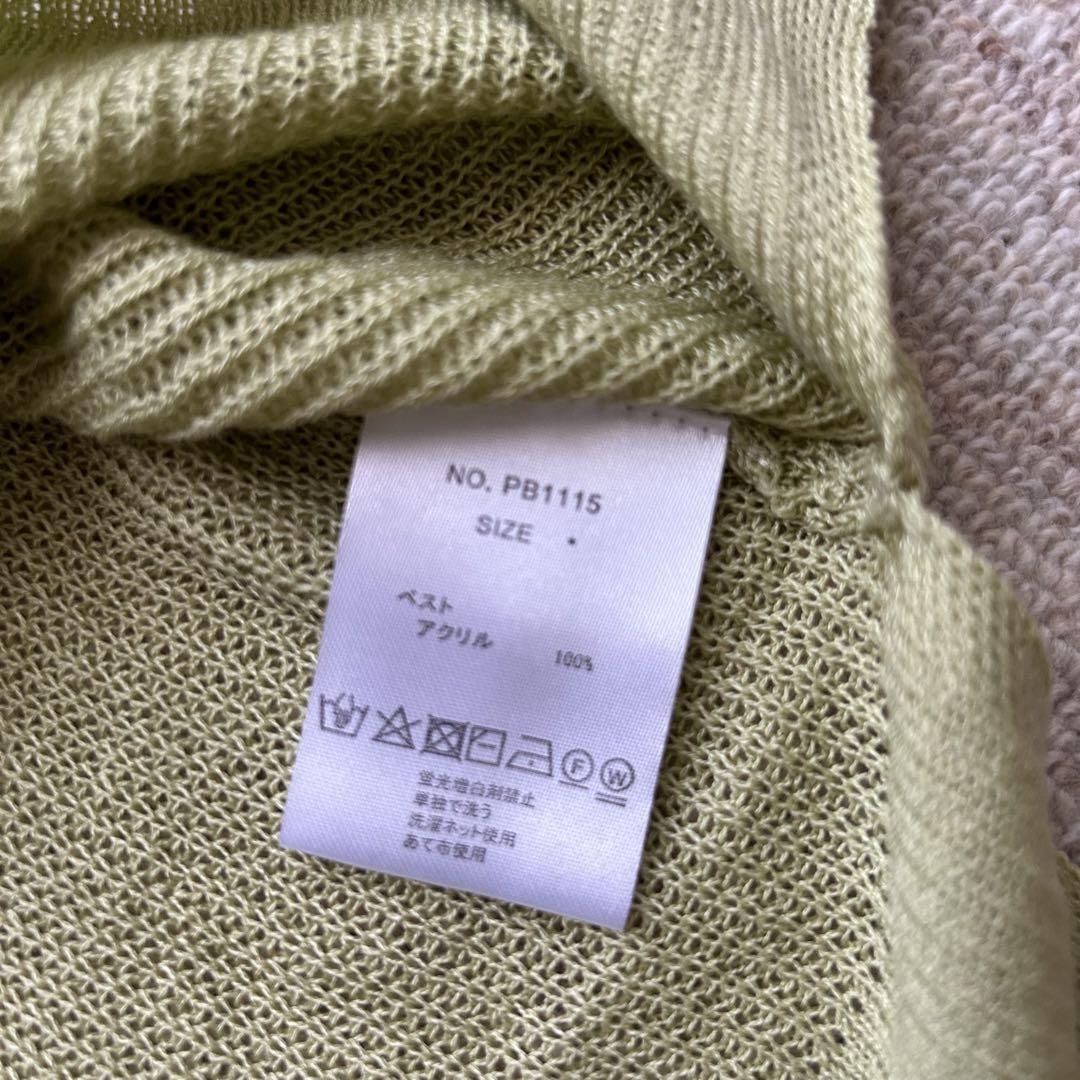 NO. PB1115
SIZE .
ベスト
アクリル 100%
F W
蛍光増白剤禁止
単独で洗う
洗濯ネット使用
あて布使用